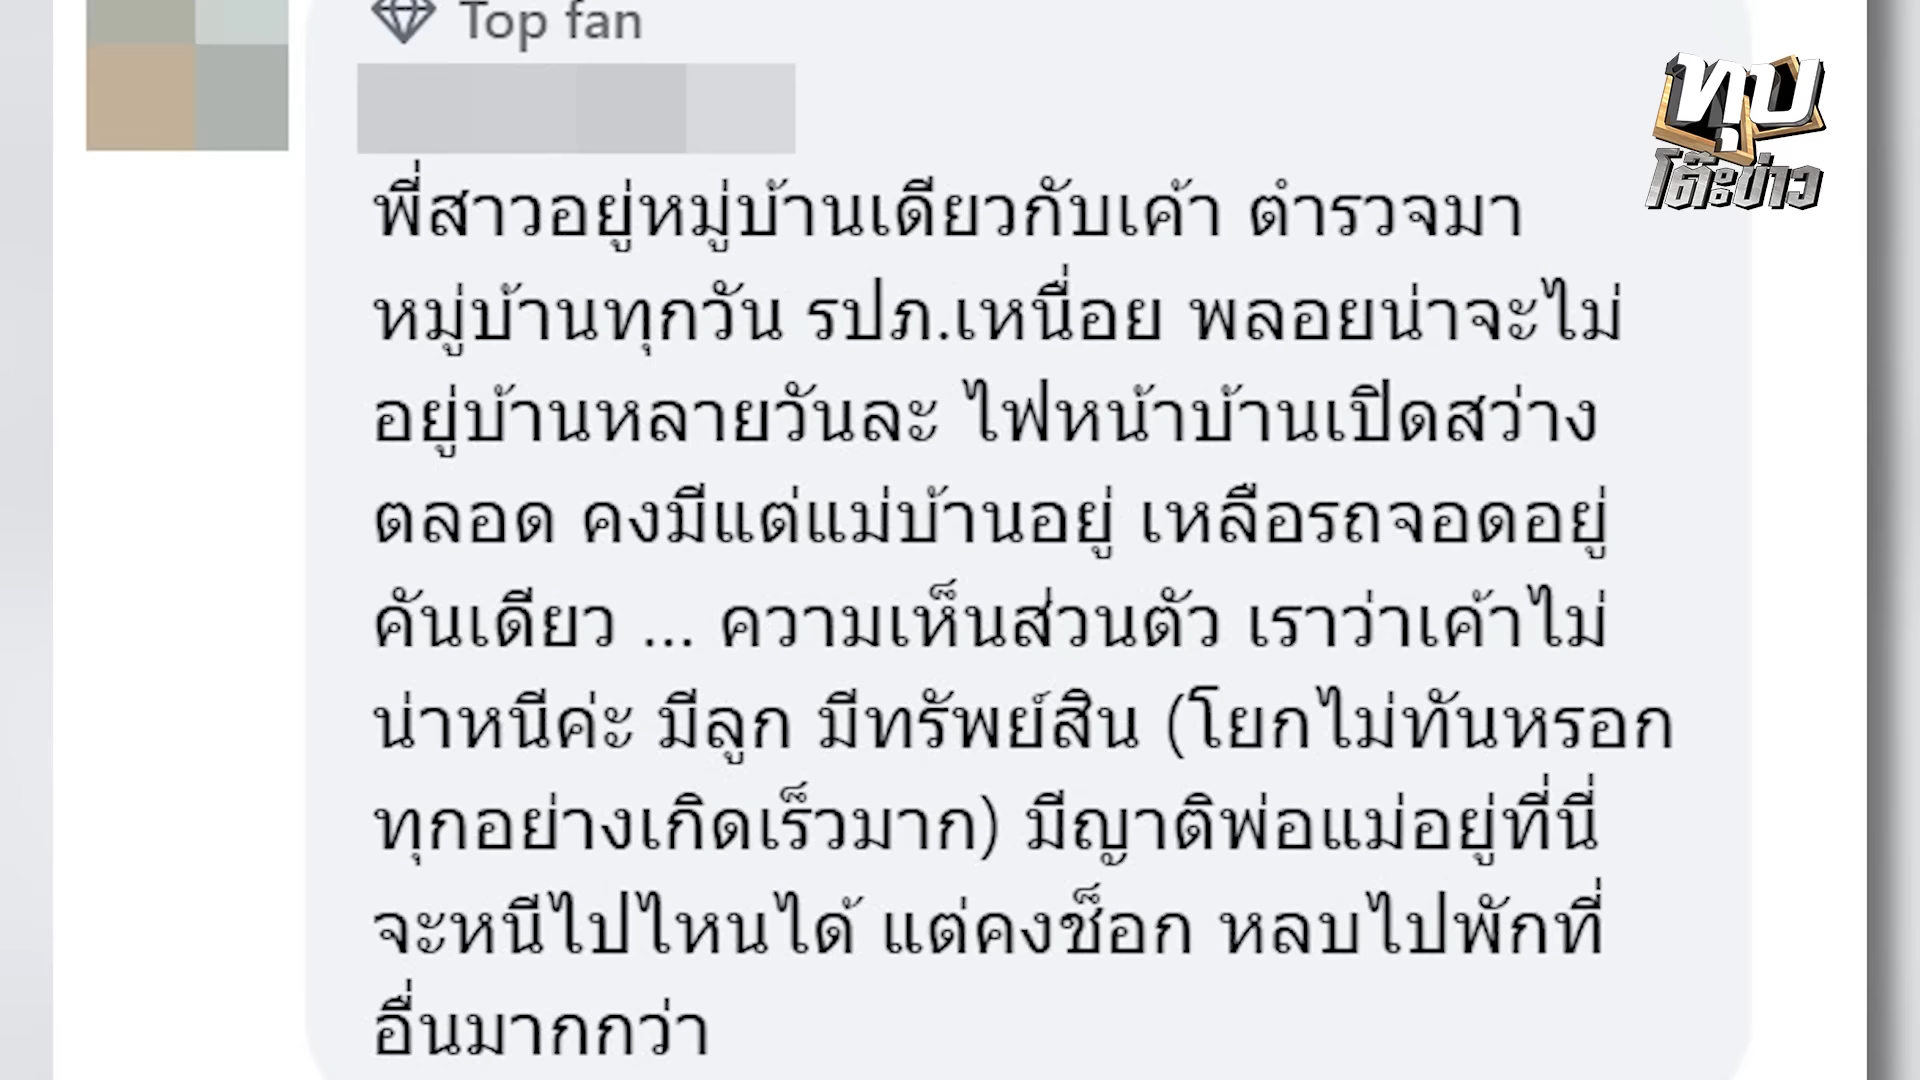 Top fan
ทุบ
โต๊ะข่าว
พี่สาวอยู่หมู่บ้านเดียวกับเค้า ตำรวจมา
หมู่บ้านทุกวัน รปภ.เหนื่อย พลอยน่าจะไม่
อยู่บ้านหลายวันละ ไฟหน้าบ้านเปิดสว่าง
ตลอด คงมีแต่แม่บ้านอยู่ เหลือรถจอดอยู่
คันเดียว ... ความเห็นส่วนตัว เราว่าเค้าไม่
น่าหนีค่ะ มีลูก มีทรัพย์สิน (โยกไม่ทันหรอก
ทุกอย่างเกิดเร็วมาก) มีญาติพ่อแม่อยู่ที่นี่
จะหนีไปไหนได้ แต่คงช็อก หลบไปพักที่
อื่นมากกว่า